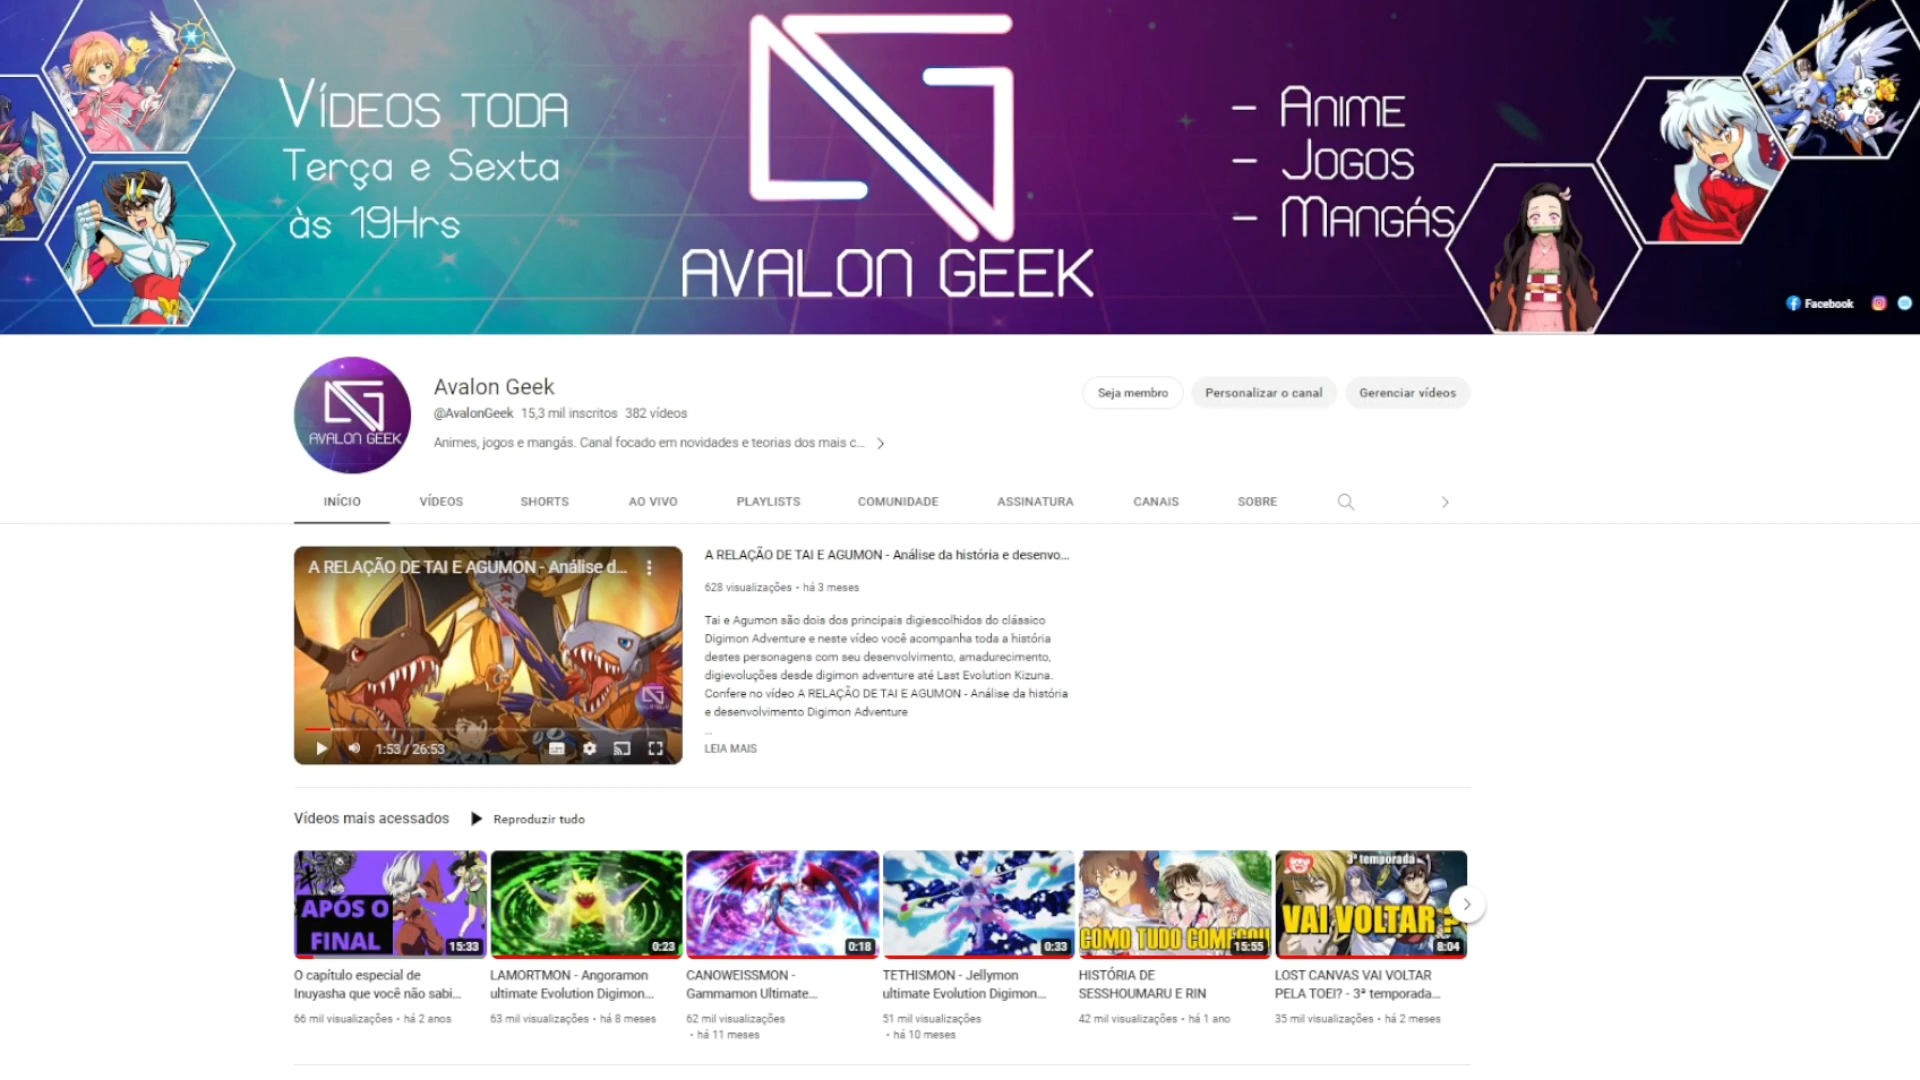 VÍDEOS TODA
Terça e Sexta
às 19Hrs
AVALON GEEK
- ANIME
- JOGOS
- MANGÁS
Facebook
AVALON GEEK
Avalon Geek
@AvalonGeek 15,3 mil inscritos 382 vídeos
Animes, jogos e mangás. Canal focado em novidades e teorias dos mais c...
Seja membro
Personalizar o canal
Gerenciar vídeos
INÍCIO
VÍDEOS
SHORTS
AO VIVO
PLAYLISTS
COMUNIDADE
ASSINATURA
CANAIS
SOBRE
A RELAÇÃO DE TAI E AGUMON - Análise d...
1:53 / 26:53
A RELAÇÃO DE TAI E AGUMON - Análise da história e desenvo...
628 visualizações • há 3 meses
Tai e Agumon são dois dos principais digiescolhidos do clássico
Digimon Adventure e neste vídeo você acompanha toda a história
destes personagens com seu desenvolvimento, amadurecimento,
digievoluções desde digimon adventure até Last Evolution Kizuna.
Confere no vídeo A RELAÇÃO DE TAI E AGUMON - Análise da história
e desenvolvimento Digimon Adventure
...
LEIA MAIS
Vídeos mais acessados
Reproduzir tudo
APÓS O
FINAL
15:33
O capítulo especial de
Inuyasha que você não sabi...
66 mil visualizações • há 2 anos
0:23
LAMORTMON - Angoramon
ultimate Evolution Digimon...
63 mil visualizações • há 8 meses
0:18
CANOWEISSMON -
Gammamon Ultimate...
62 mil visualizações
• há 11 meses
0:33
TETHISMON - Jellymon
ultimate Evolution Digimon...
51 mil visualizações
• há 10 meses
COMO TUDO COMEÇOU
15:55
HISTÓRIA DE
SESSHOUMARU E RIN
42 mil visualizações • há 1 ano
3ª temporada
VAI VOLTAR ?
8:04
LOST CANVAS VAI VOLTAR
PELA TOEI? - 3ª temporada...
35 mil visualizações • há 2 meses